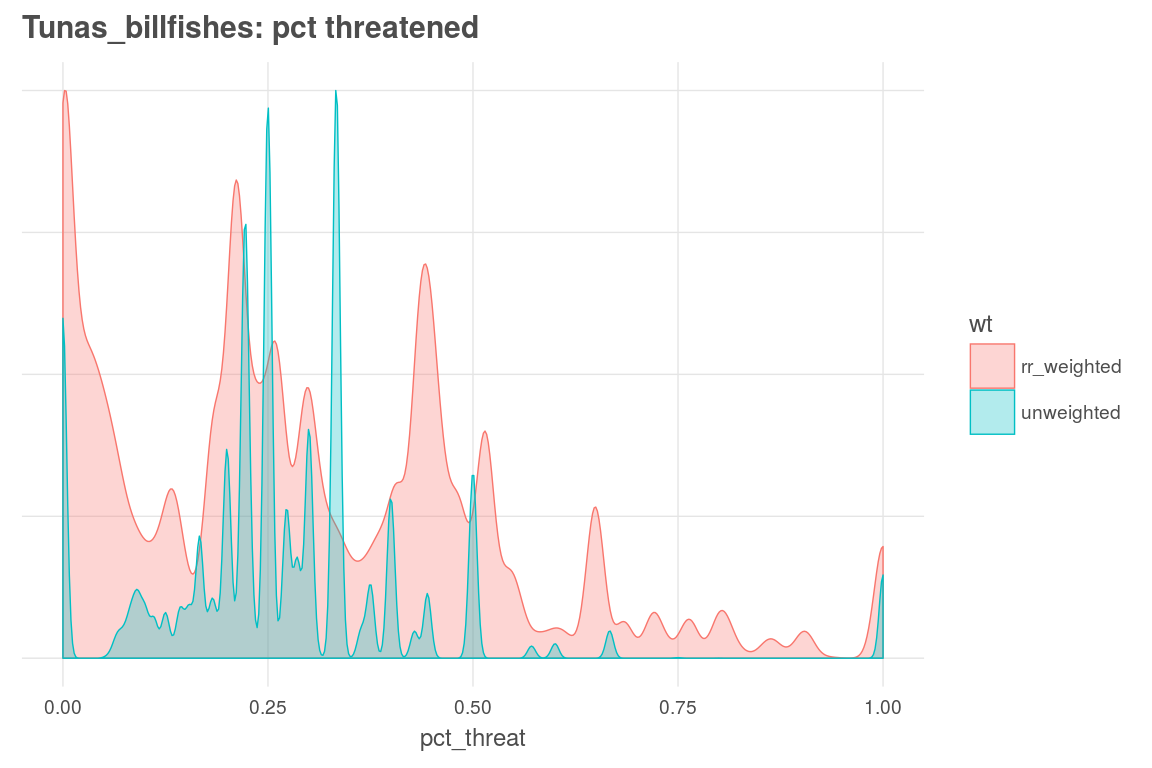 Tunas_billfishes: pct threatened
wt
rr_weighted
unweighted
0.00 0.25 0.50 0.75 1.00
pct_threat